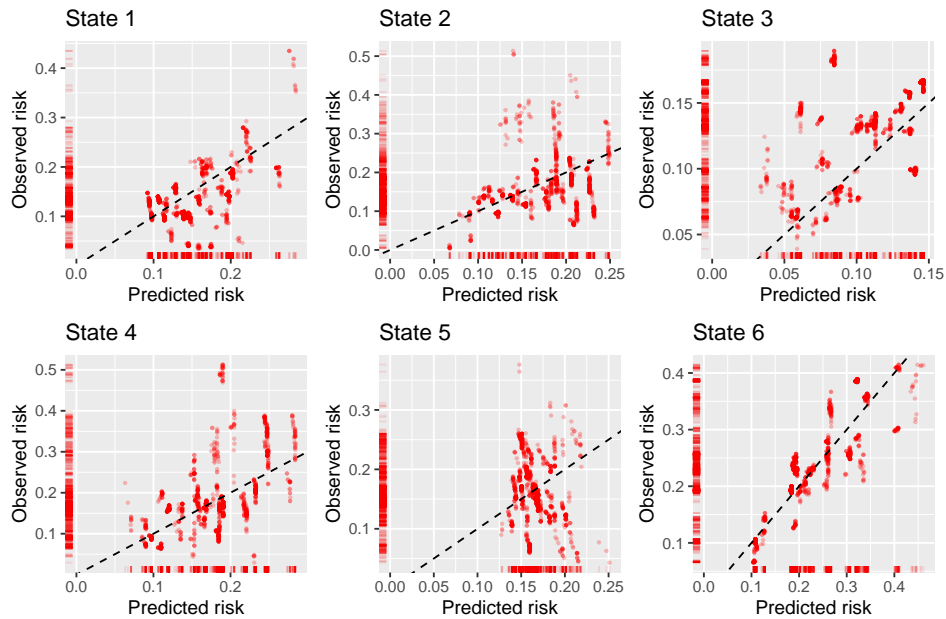 State 1
State 2
State 3
Observed risk
0.4
0.3
0.2
0.1
0.0
0.1
0.2
Predicted risk
Observed risk
0.5
0.4
0.3
0.2
0.1
0.0
0.00
0.05
0.10
0.15
0.20
0.25
Predicted risk
Observed risk
0.15
0.10
0.05
0.00
0.05
0.10
0.15
Predicted risk
State 4
State 5
State 6
Observed risk
0.5
0.4
0.3
0.2
0.1
0.0
0.1
0.2
Predicted risk
Observed risk
0.3
0.2
0.1
0.00
0.05
0.10
0.15
0.20
0.25
Predicted risk
Observed risk
0.4
0.3
0.2
0.1
0.0
0.1
0.2
0.3
0.4
Predicted risk